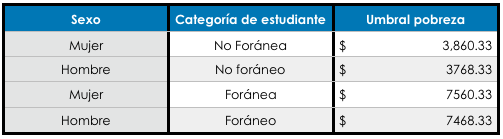 Sexo Categoría de estudiante Umbral pobreza
Mujer No Foránea $ 3,860.33
Hombre No foráneo $ 3768.33
Mujer Foránea $ 7560.33
Hombre Foráneo $ 7468.33